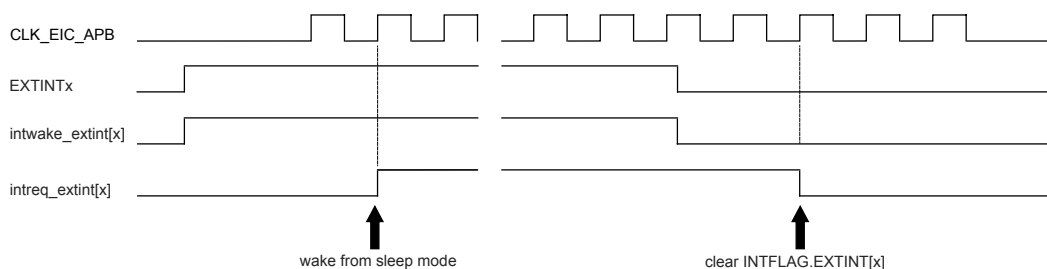 CLK_EIC_APB
EXTINTx
intwake_extint[x]
intreq_extint[x]
wake from sleep mode
clear INTFLAG.EXTINT[x]